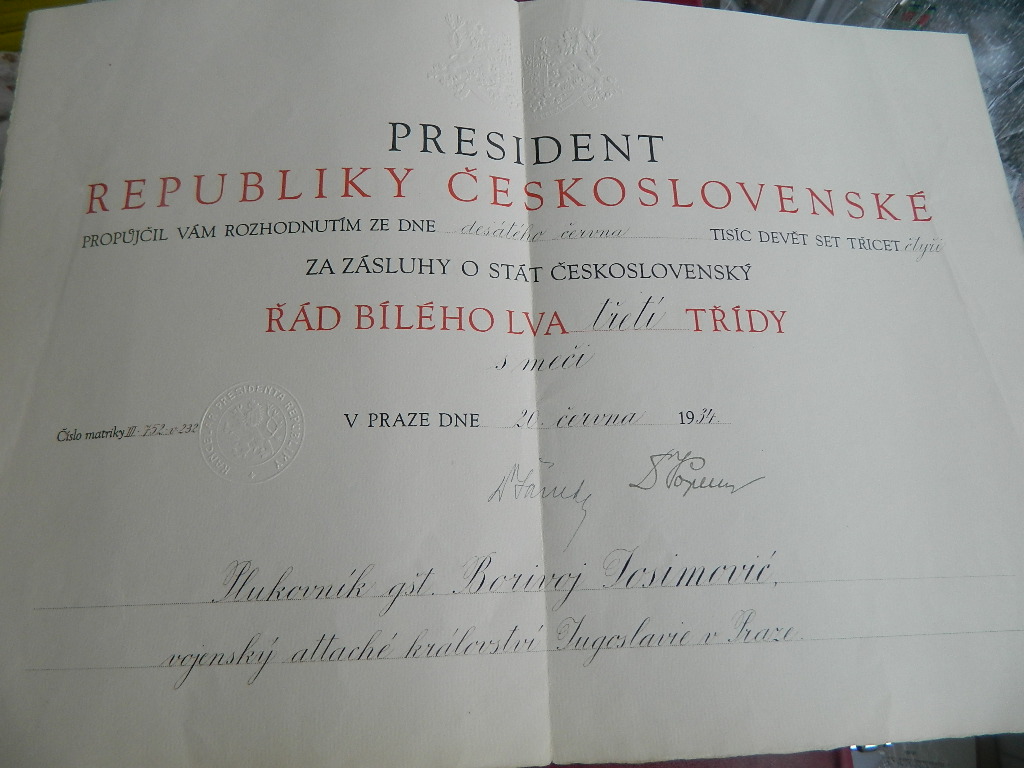 PRESIDENT
REPUBLIKY ČESKOSLOVENSKÉ
PROPŮJČIL VÁM ROZHODNUTÍM ZE DNE desátého června TISÍC DEVĚT SET TŘICET čtyři
ZA ZÁSLUHY O STÁT ČESKOSLOVENSKÝ
ŘÁD BÍLÉHO LVA třetí TŘÍDY
s meči
V PRAZE DNE 20. června 1934.
Číslo matriky III-752-v-232
Plukovník gšt. Borivoj Josimović,
vojenský attaché království Jugoslavie v Praze.